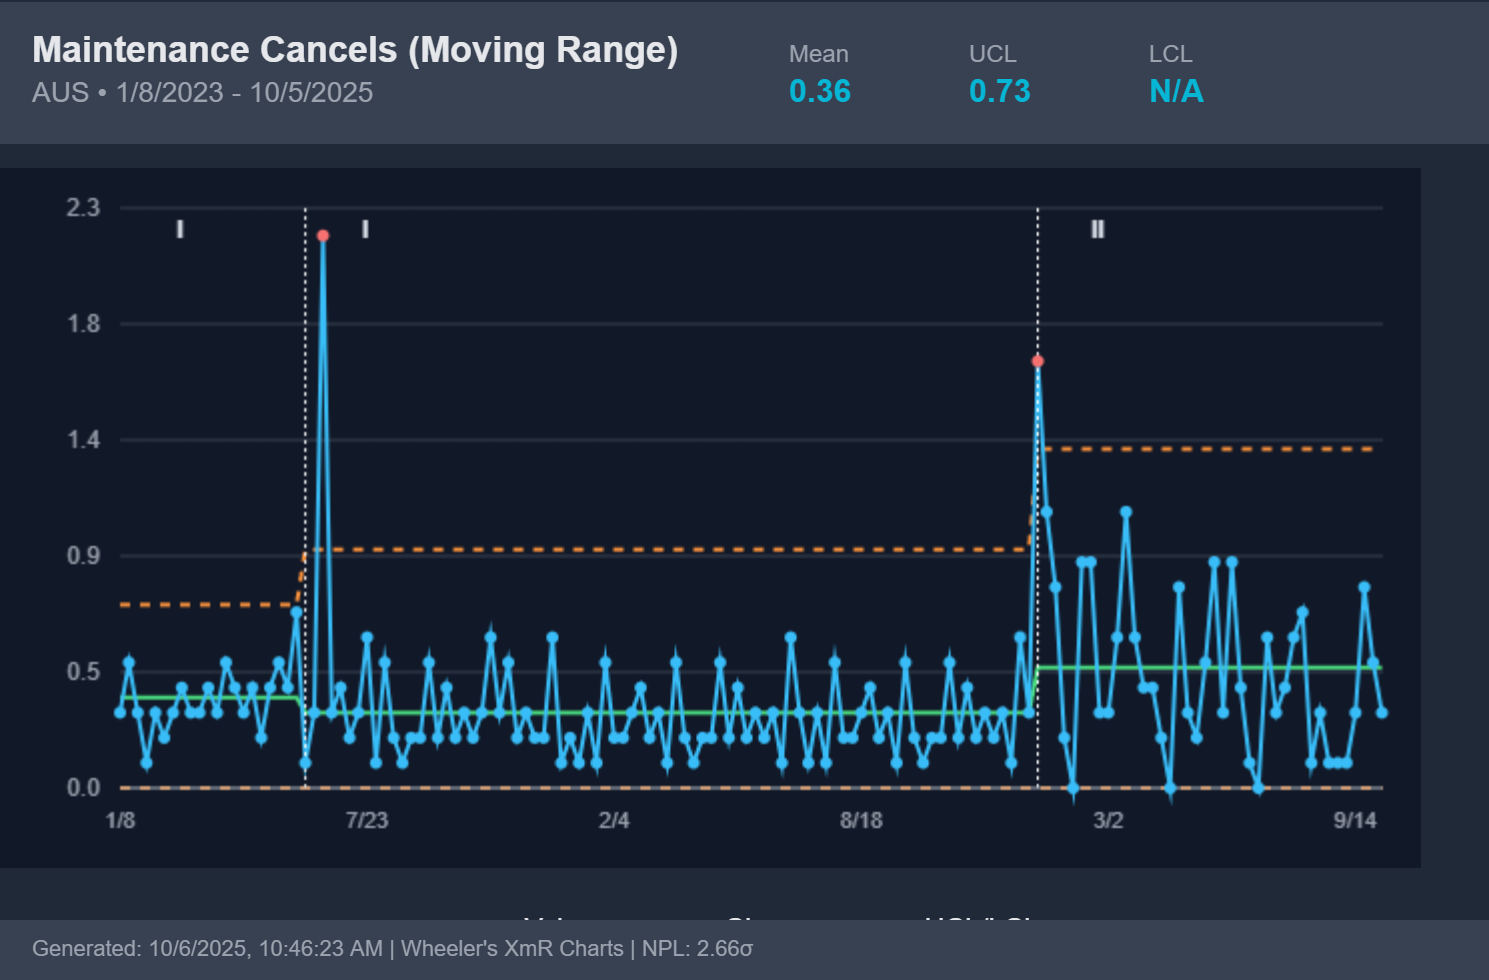 Maintenance Cancels (Moving Range)
AUS • 1/8/2023 - 10/5/2025
Mean
0.36
UCL
0.73
LCL
N/A
2.3
I
I
II
1.8
1.4
0.9
0.5
0.0
1/8
7/23
2/4
8/18
3/2
9/14
Generated: 10/6/2025, 10:46:23 AM | Wheeler's XmR Charts | NPL: 2.66σ